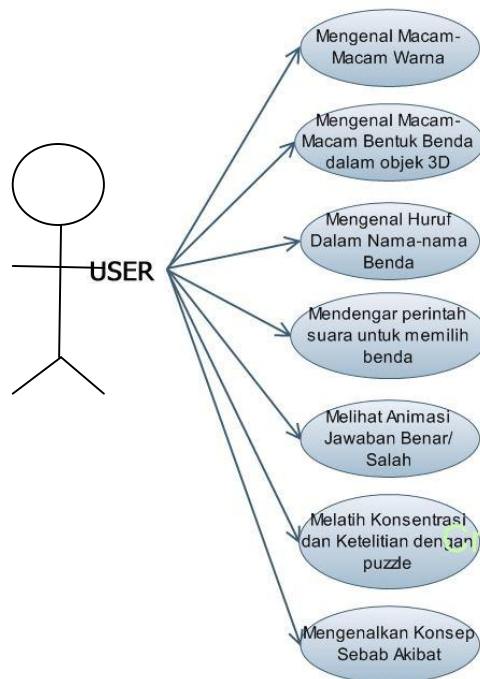 Mengenal Macam-
Macam Warna
Mengenal Macam-
Macam Bentuk Benda
dalam objek 3D
Mengenal Huruf
Dalam Nama-nama
Benda
USER
Mendengar perintah
suara untuk memilih
benda
Melihat Animasi
Jawaban Benar/
Salah
Melatih Konsentrasi
dan Ketelitian dengan
puzzle
Mengenalkan Konsep
Sebab Akibat